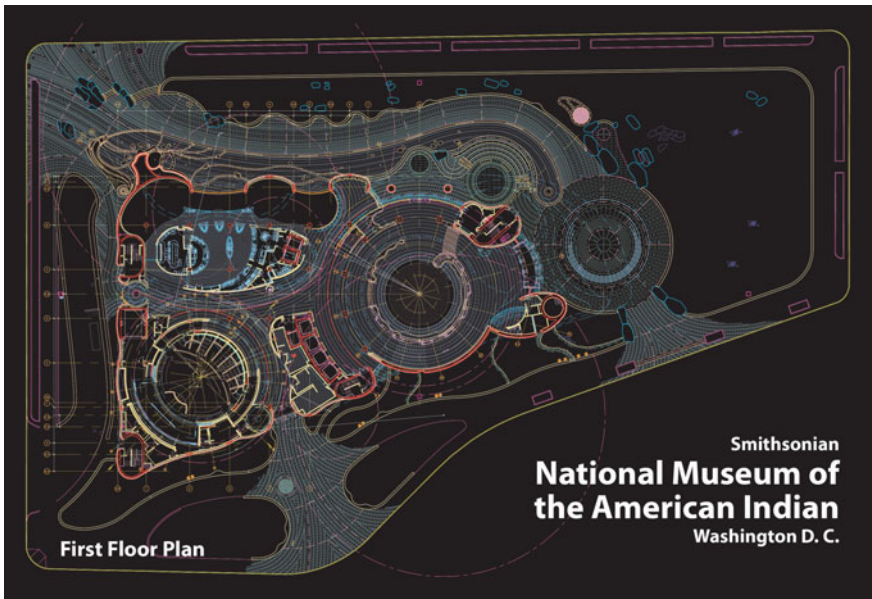 Smithsonian
National Museum of
the American Indian
Washington D. C.
First Floor Plan